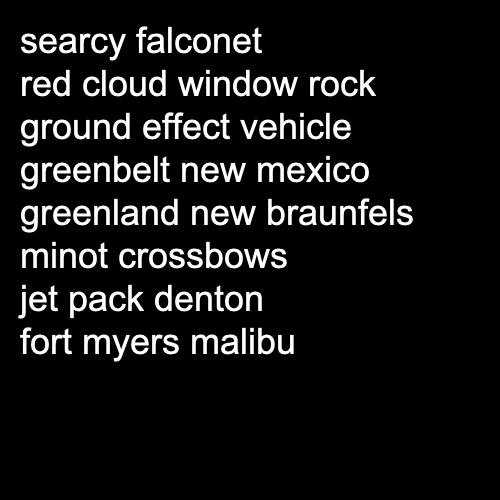 searcy falconet
red cloud window rock
ground effect vehicle
greenbelt new mexico
greenland new braunfels
minot crossbows
jet pack denton
fort myers malibu